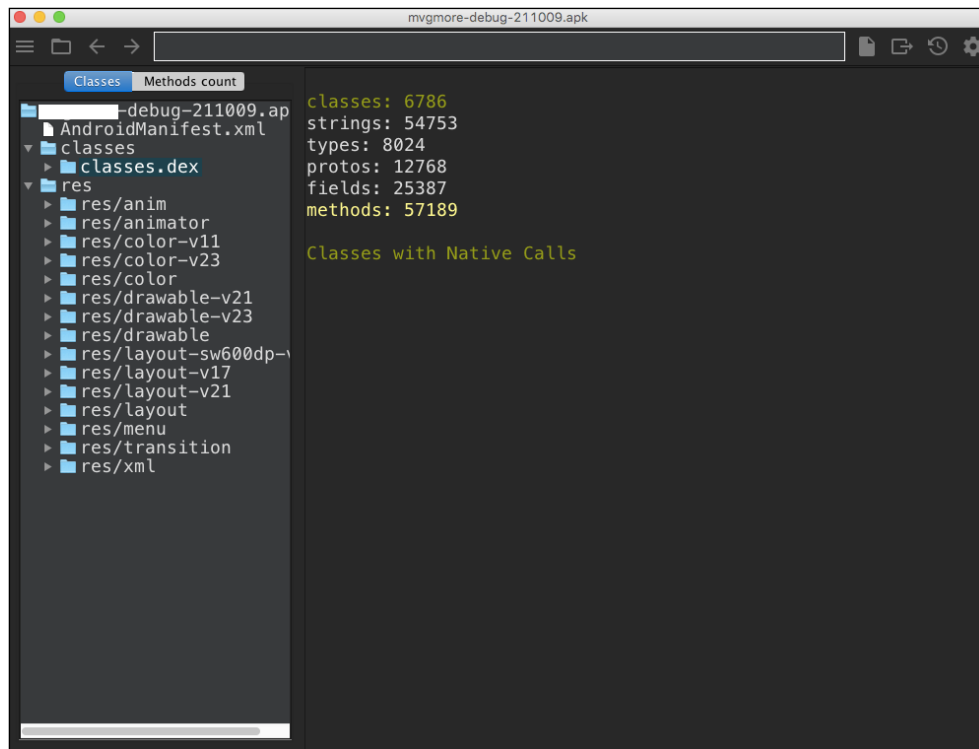 mvgmore-debug-211009.apk
Classes Methods count
-debug-211009.ap
AndroidManifest.xml
classes
classes.dex
res
res/anim
res/animator
res/color-v11
res/color-v23
res/color
res/drawable-v21
res/drawable-v23
res/drawable
res/layout-sw600dp-v
res/layout-v17
res/layout-v21
res/layout
res/menu
res/transition
res/xml
classes: 6786
strings: 54753
types: 8024
protos: 12768
fields: 25387
methods: 57189
Classes with Native Calls